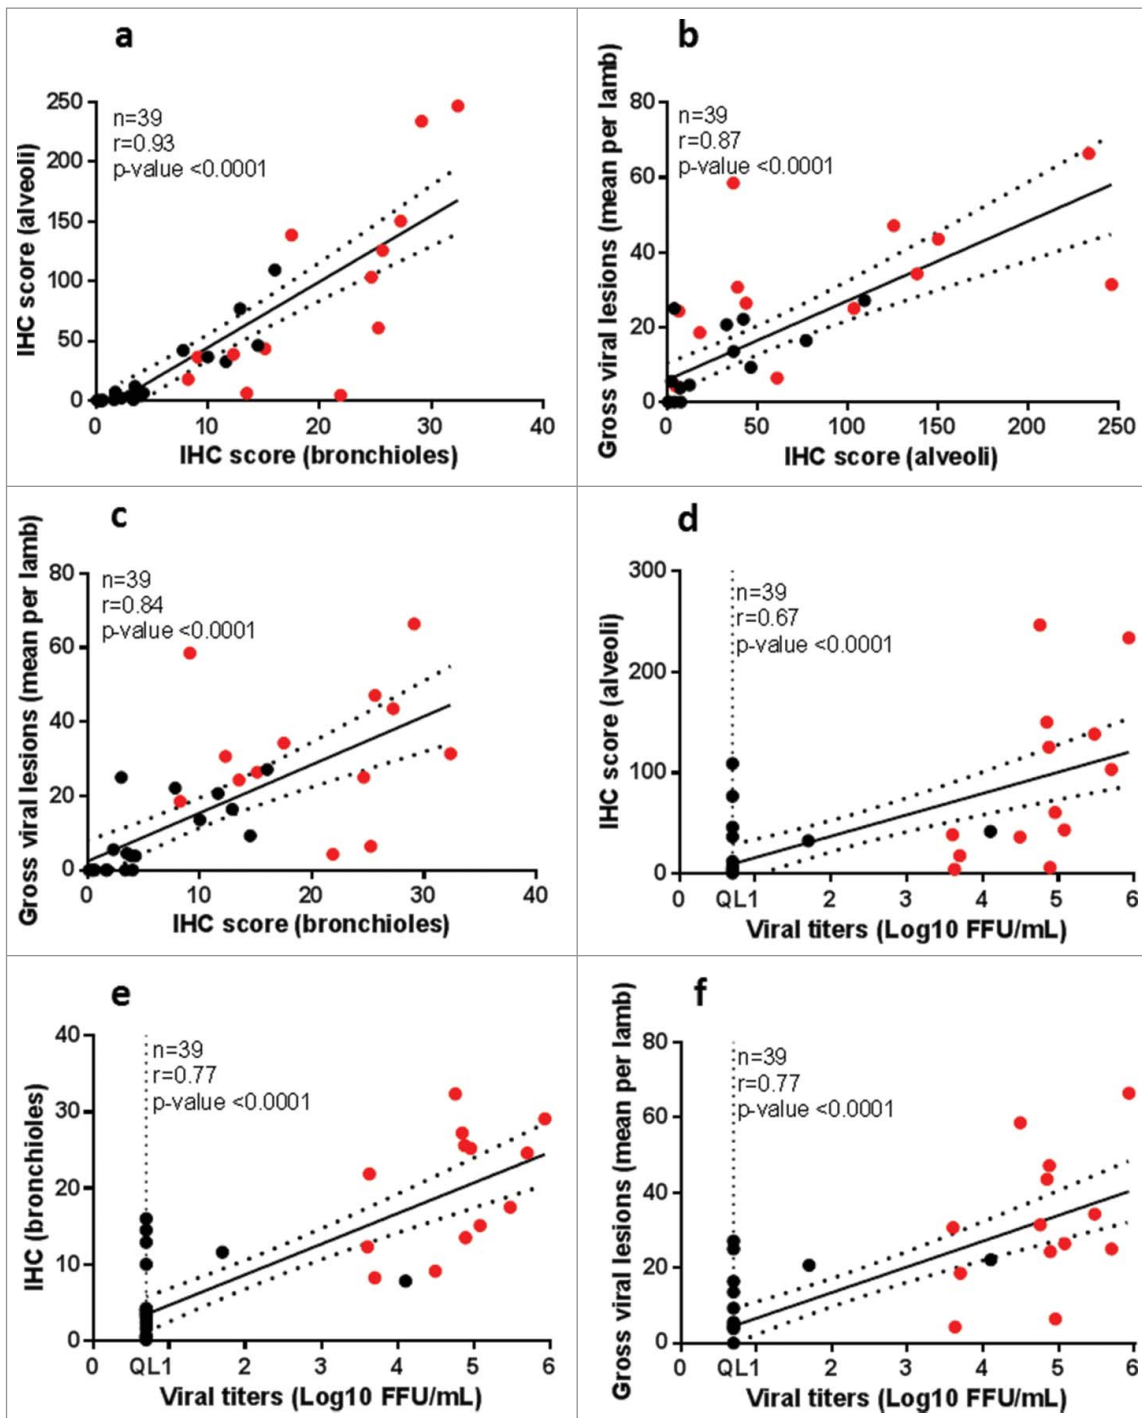 a
n=39
r=0.93
p-value <0.0001
IHC score (alveoli)
250
200
150
100
50
0
0 10 20 30 40
IHC score (bronchioles)
b
n=39
r=0.87
p-value <0.0001
Gross viral lesions (mean per lamb)
80
60
40
20
0
0 50 100 150 200 250
IHC score (alveoli)
c
n=39
r=0.84
p-value <0.0001
Gross viral lesions (mean per lamb)
80
60
40
20
0
0 10 20 30 40
IHC score (bronchioles)
d
n=39
r=0.67
p-value <0.0001
IHC score (alveoli)
300
200
100
0
0 QL1 2 3 4 5 6
Viral titers (Log10 FFU/mL)
e
n=39
r=0.77
p-value <0.0001
IHC (bronchioles)
40
30
20
10
0
0 QL1 2 3 4 5 6
Viral titers (Log10 FFU/mL)
f
n=39
r=0.77
p-value <0.0001
Gross viral lesions (mean per lamb)
80
60
40
20
0
0 QL1 2 3 4 5 6
Viral titers (Log10 FFU/mL)